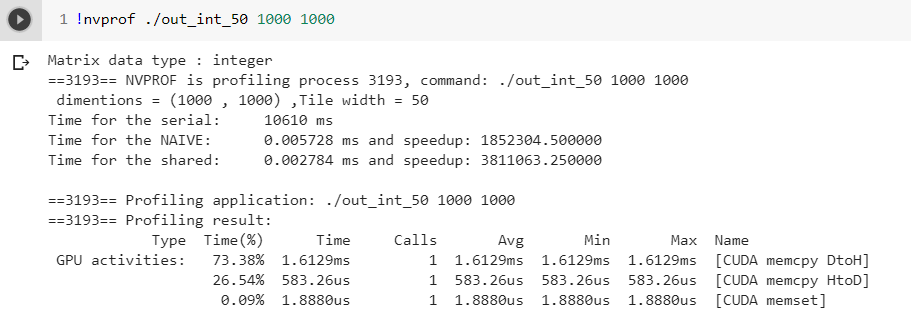 1 !nvprof ./out_int_50 1000 1000
Matrix data type : integer
==3193== NVPROF is profiling process 3193, command: ./out_int_50 1000 1000
dimentions = (1000 , 1000) ,Tile width = 50
Time for the serial: 10610 ms
Time for the NAIVE: 0.005728 ms and speedup: 1852304.500000
Time for the shared: 0.002784 ms and speedup: 3811063.250000
==3193== Profiling application: ./out_int_50 1000 1000
==3193== Profiling result:
Type Time(%) Time Calls Avg Min Max Name
GPU activities: 73.38% 1.6129ms 1 1.6129ms 1.6129ms 1.6129ms [CUDA memcpy DtoH]
26.54% 583.26us 1 583.26us 583.26us 583.26us [CUDA memcpy HtoD]
0.09% 1.8880us 1 1.8880us 1.8880us 1.8880us [CUDA memset]